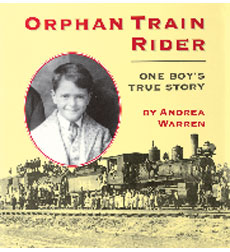 ORPHAN TRAIN
RIDER
ONE BOY'S
TRUE STORY
BY ANDREA
WARREN